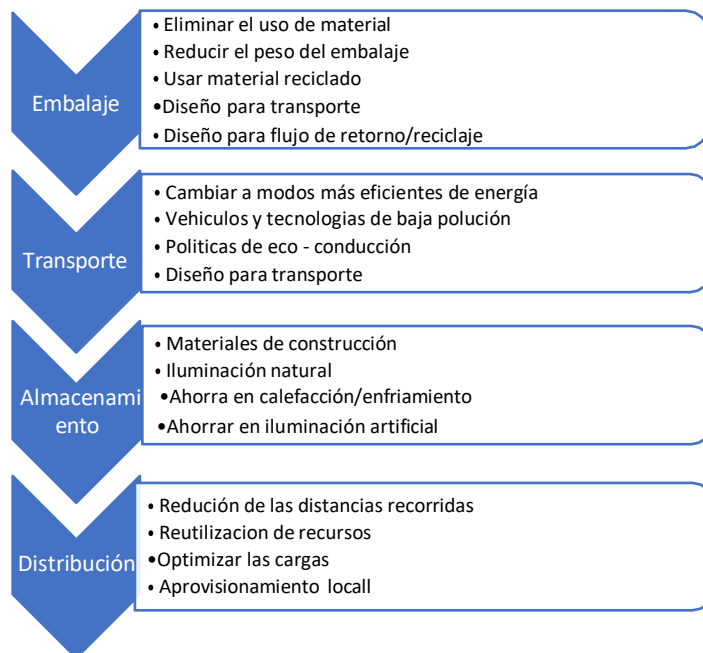 Embalaje
• Eliminar el uso de material
• Reducir el peso del embalaje
• Usar material reciclado
•Diseño para transporte
• Diseño para flujo de retorno/reciclaje
Transporte
• Cambiar a modos más eficientes de energía
• Vehiculos y tecnologias de baja polución
• Politicas de eco - conducción
• Diseño para transporte
Almacenami
ento
• Materiales de construcción
• Iluminación natural
•Ahorra en calefacción/enfriamiento
•Ahorrar en iluminación artificial
Distribución
• Redución de las distancias recorridas
• Reutilizacion de recursos
•Optimizar las cargas
• Aprovisionamiento locall